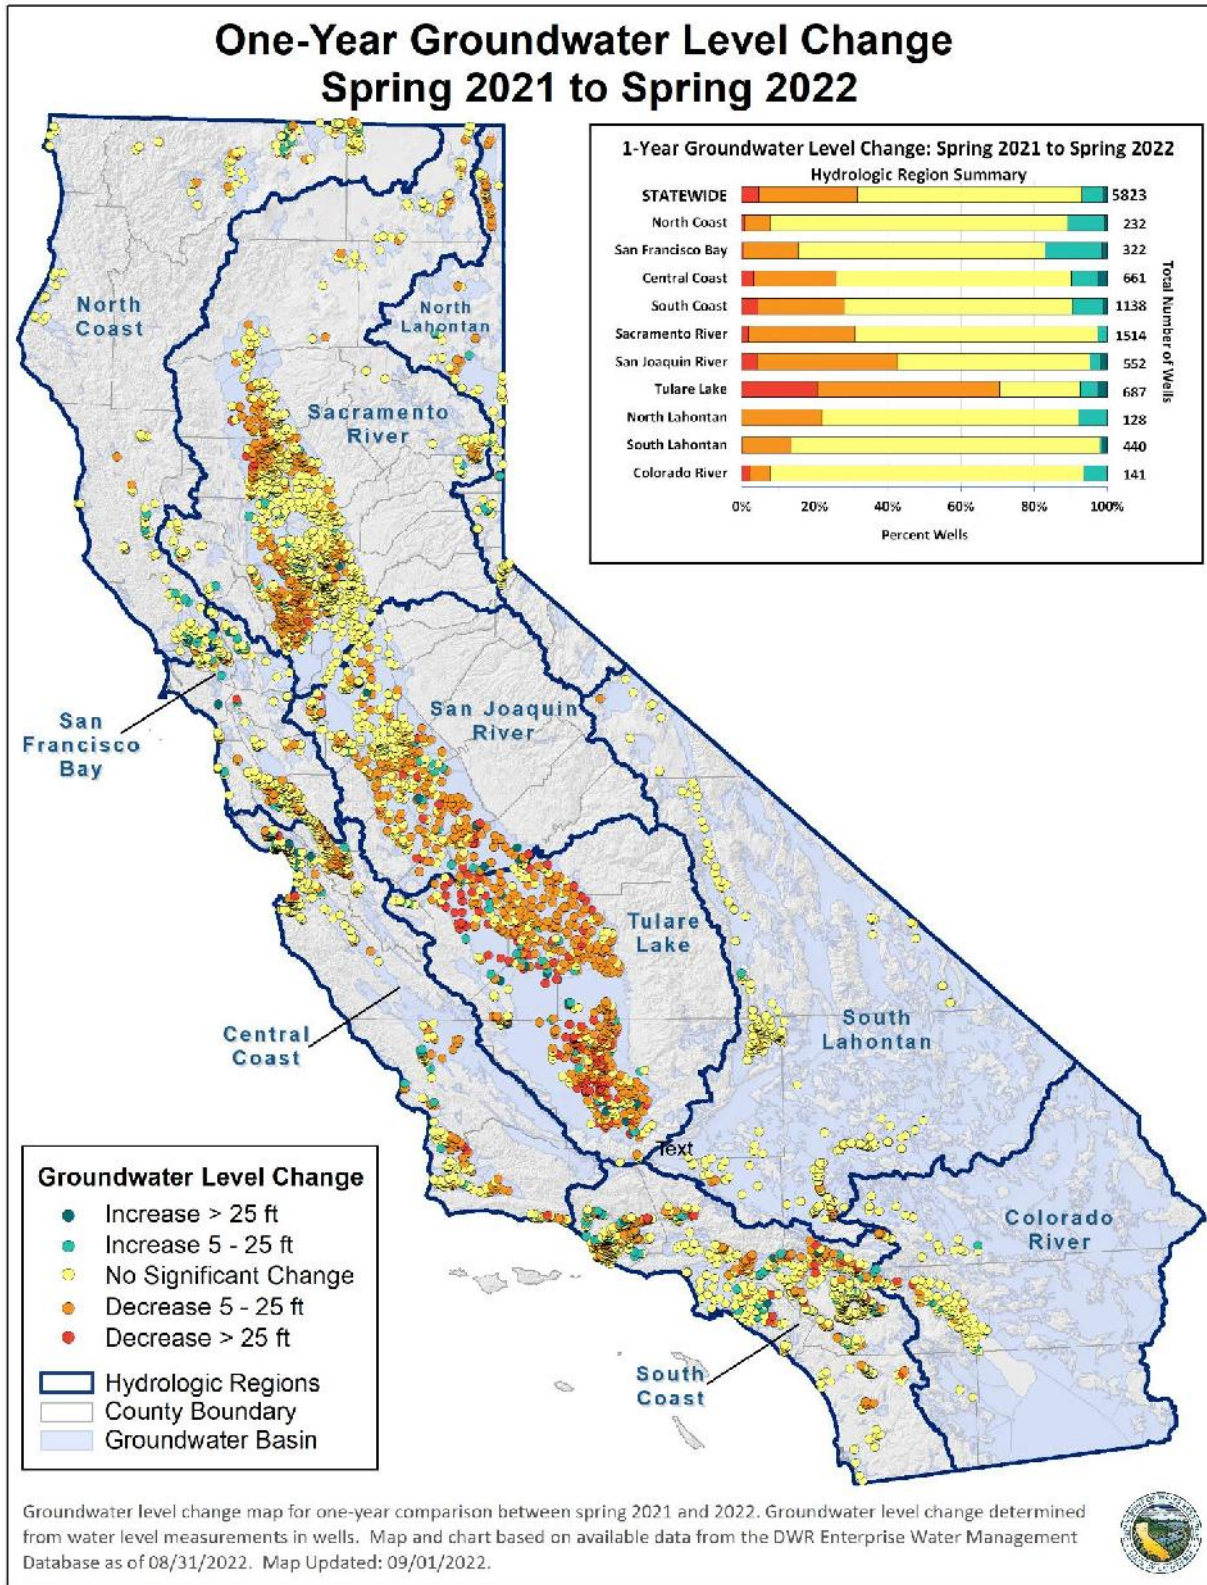 One-Year Groundwater Level Change
Spring 2021 to Spring 2022
1-Year Groundwater Level Change: Spring 2021 to Spring 2022
Hydrologic Region Summary
STATEWIDE 5823
North Coast 232
San Francisco Bay 322
Central Coast 661
South Coast 1138
Sacramento River 1514
San Joaquin River 552
Tulare Lake 687
North Lahontan 128
South Lahontan 440
Colorado River 141
0% 20% 40% 60% 80% 100%
Percent Wells
Total Number of Wells
North
Coast
North
Lahontan
Sacramento
River
San
Francisco
Bay
San Joaquin
River
Tulare
Lake
Central
Coast
South
Lahontan
Text
Colorado
River
South
Coast
Groundwater Level Change
Increase > 25 ft
Increase 5 - 25 ft
No Significant Change
Decrease 5 - 25 ft
Decrease > 25 ft
Hydrologic Regions
County Boundary
Groundwater Basin
Groundwater level change map for one-year comparison between spring 2021 and 2022. Groundwater level change determined
from water level measurements in wells. Map and chart based on available data from the DWR Enterprise Water Management
Database as of 08/31/2022. Map Updated: 09/01/2022.